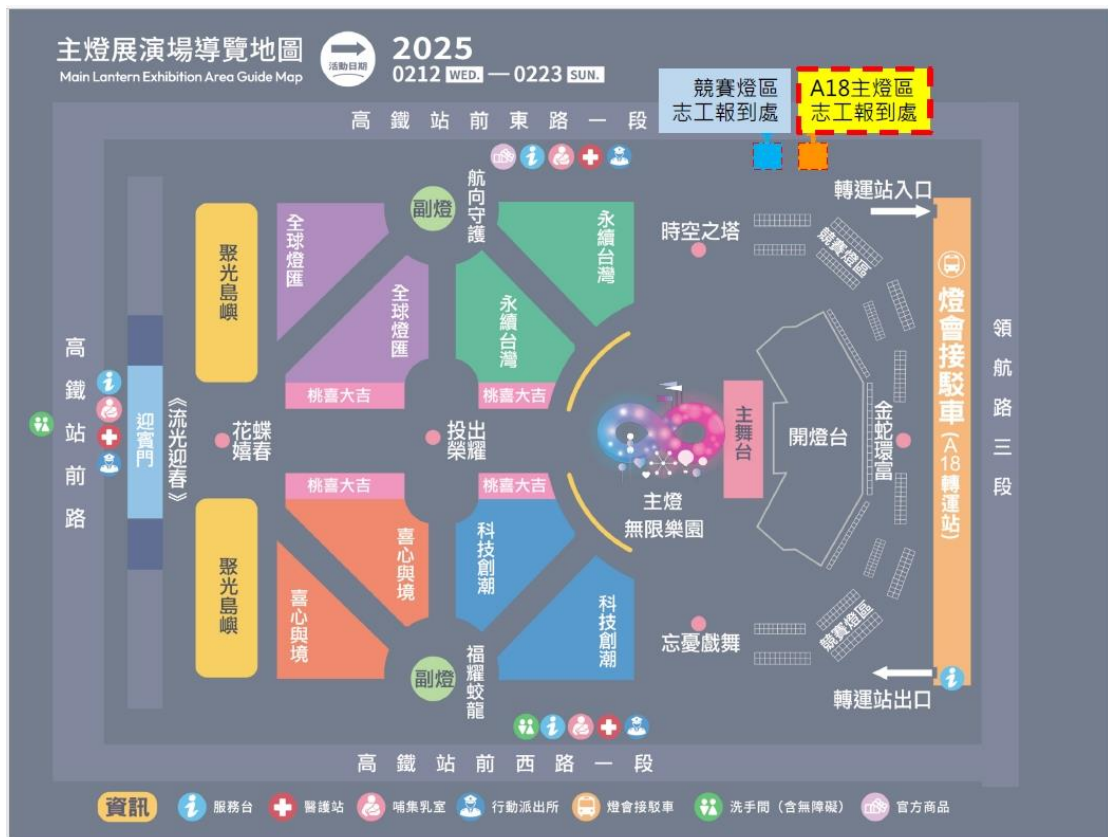 主燈展演場導覽地圖
Main Lantern Exhibition Area Guide Map
活動日期
2025
0212 WED. — 0223 SUN.
競賽燈區
志工報到處
A18主燈區
志工報到處
高鐵站前東路一段
轉運站入口
副燈
航向守護
全球燈匯
永續台灣
時空之塔
競賽燈區
聚光島嶼
全球燈匯
永續台灣
燈會接駁車(A18轉運站)
領航路三段
高鐵站前路
桃喜大吉
桃喜大吉
迎賓門
《流光迎春》
花蝶
嬉春
投出
榮耀
主舞台
開燈台
金蛇環富
桃喜大吉
桃喜大吉
主燈
無限樂園
聚光島嶼
喜心與境
科技創潮
喜心與境
科技創潮
忘憂戲舞
競賽燈區
副燈
福耀蛟龍
轉運站出口
高鐵站前西路一段
資訊
服務台
醫護站
哺集乳室
行動派出所
燈會接駁車
洗手間（含無障礙）
官方商品